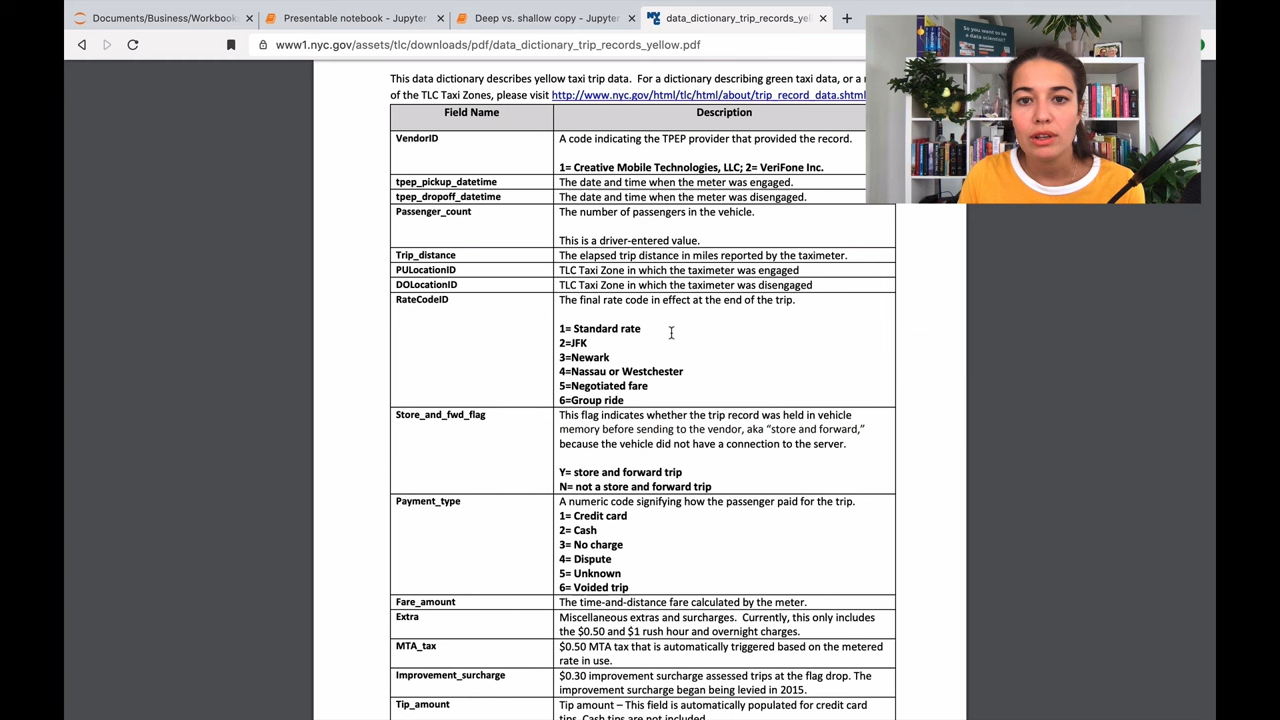 Documents/Business/Workbook
Presentable notebook - Jupyter
Deep vs. shallow copy - Jupyter
NYC
data_dictionary_trip_records_yel
www1.nyc.gov/assets/tlc/downloads/pdf/data_dictionary_trip_records_yellow.pdf
So you want to be
a data scientist?
This data dictionary describes yellow taxi trip data. For a dictionary describing green taxi data, or a
of the TLC Taxi Zones, please visit http://www.nyc.gov/html/tlc/html/about/trip_record_data.shtml
Field Name Description
VendorID A code indicating the TPEP provider that provided the record.
1= Creative Mobile Technologies, LLC; 2= VeriFone Inc.
tpep_pickup_datetime The date and time when the meter was engaged.
tpep_dropoff_datetime The date and time when the meter was disengaged.
Passenger_count The number of passengers in the vehicle.
This is a driver-entered value.
Trip_distance The elapsed trip distance in miles reported by the taximeter.
PULocationID TLC Taxi Zone in which the taximeter was engaged
DOLocationID TLC Taxi Zone in which the taximeter was disengaged
RateCodeID The final rate code in effect at the end of the trip.
1= Standard rate
2=JFK
3=Newark
4=Nassau or Westchester
5=Negotiated fare
6=Group ride
Store_and_fwd_flag This flag indicates whether the trip record was held in vehicle
memory before sending to the vendor, aka “store and forward,”
because the vehicle did not have a connection to the server.
Y= store and forward trip
N= not a store and forward trip
Payment_type A numeric code signifying how the passenger paid for the trip.
1= Credit card
2= Cash
3= No charge
4= Dispute
5= Unknown
6= Voided trip
Fare_amount The time-and-distance fare calculated by the meter.
Extra Miscellaneous extras and surcharges. Currently, this only includes
the $0.50 and $1 rush hour and overnight charges.
MTA_tax $0.50 MTA tax that is automatically triggered based on the metered
rate in use.
Improvement_surcharge $0.30 improvement surcharge assessed trips at the flag drop. The
improvement surcharge began being levied in 2015.
Tip_amount Tip amount – This field is automatically populated for credit card
tips. Cash tips are not included.